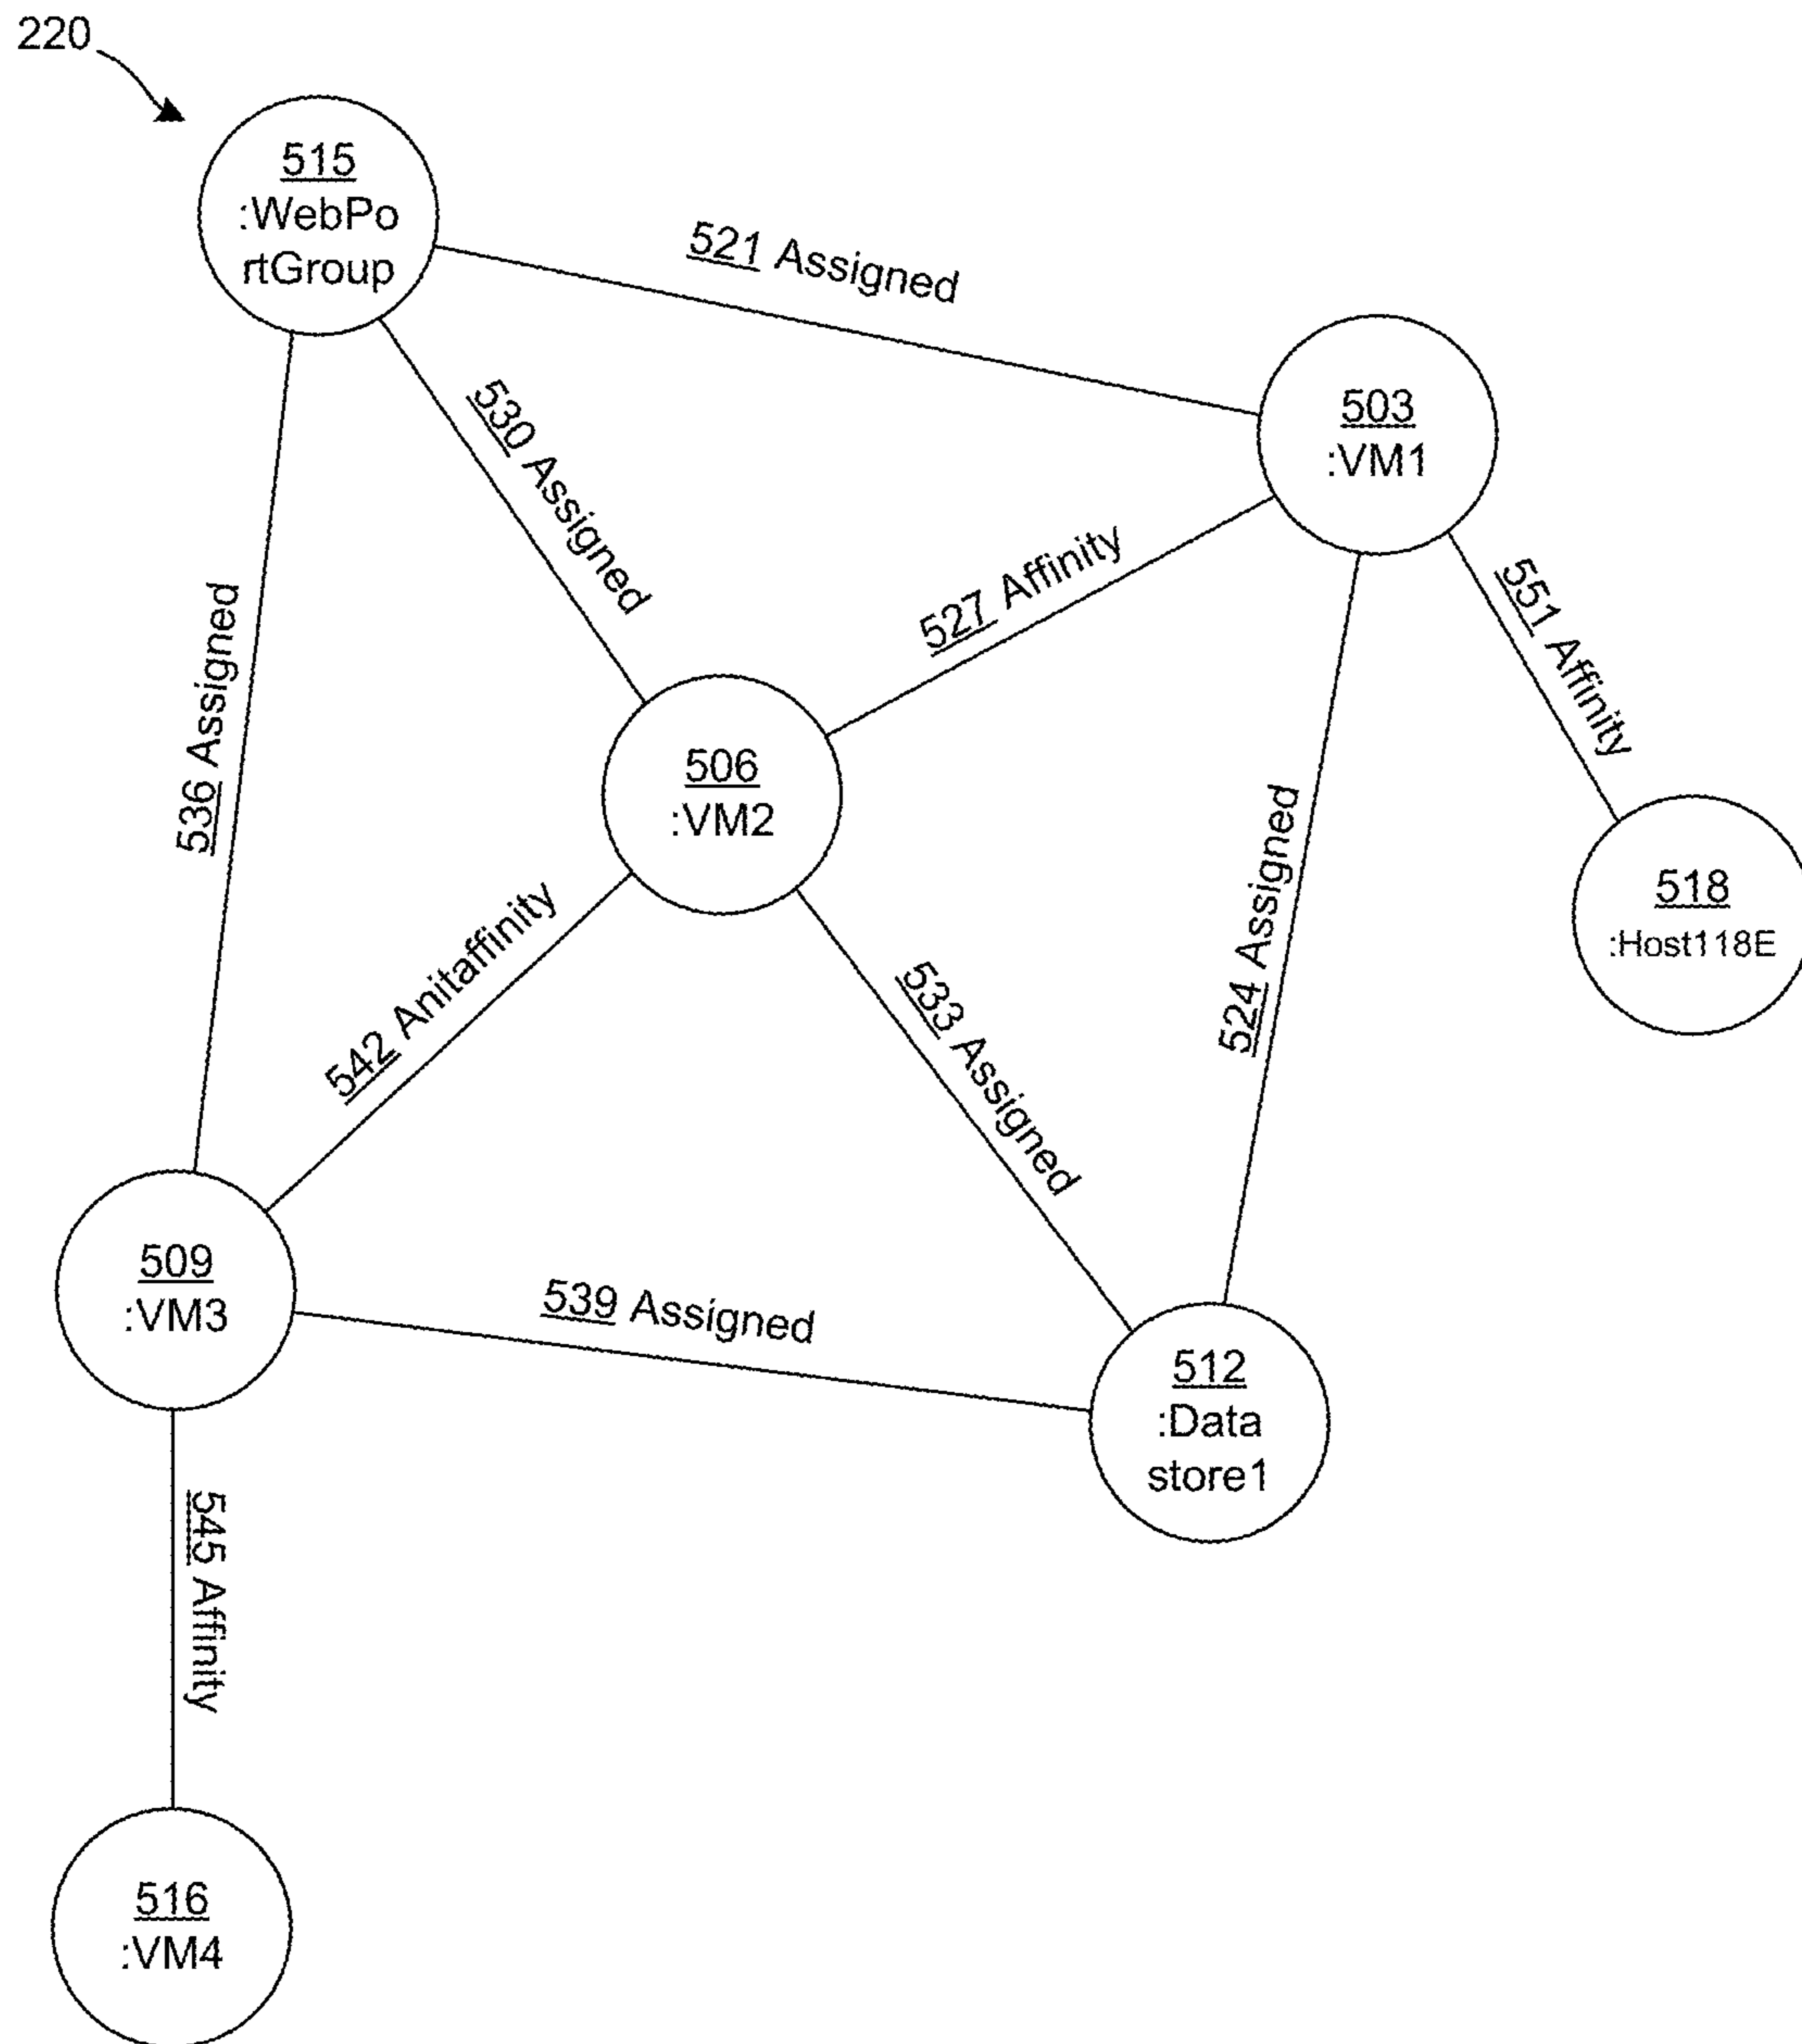 220
515
:WebPo
rtGroup
521 Assigned
503
:VM1
530 Assigned
527 Affinity
551 Affinity
536 Assigned
506
:VM2
524 Assigned
518
:Host118E
542 Anitaffinity
533 Assigned
509
:VM3
539 Assigned
512
:Data
store1
545 Affinity
516
:VM4